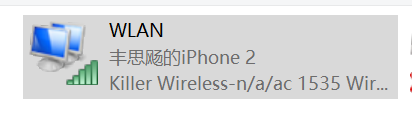 WLAN
丰思飏的iPhone 2
Killer Wireless-n/a/ac 1535 Wir...